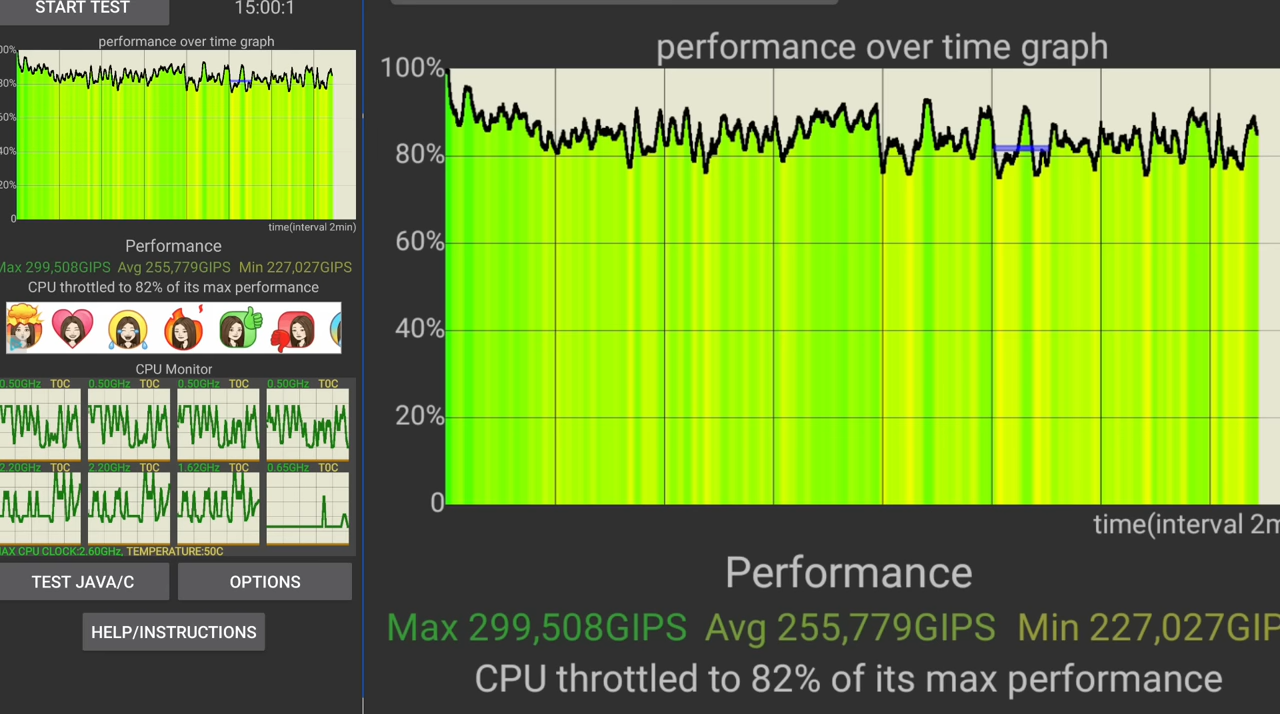 START TEST 15:00:1
performance over time graph
00%
80%
60%
40%
20%
0
time(interval 2min)
Performance
Max 299,508GIPS Avg 255,779GIPS Min 227,027GIPS
CPU throttled to 82% of its max performance
CPU Monitor
0.50GHz T0C 0.50GHz T0C 0.50GHz T0C 0.50GHz T0C
2.20GHz T0C 2.20GHz T0C 1.62GHz T0C 0.65GHz T0C
AX CPU CLOCK:2.60GHz, TEMPERATURE:50C
TEST JAVA/C OPTIONS
HELP/INSTRUCTIONS
performance over time graph
100%
80%
60%
40%
20%
0
time(interval 2m
Performance
Max 299,508GIPS Avg 255,779GIPS Min 227,027GIP
CPU throttled to 82% of its max performance